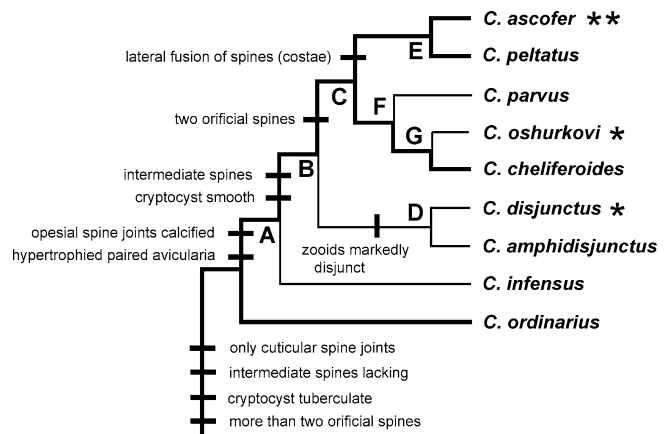 C. ascofer **
E
C. peltatus
lateral fusion of spines (costae)
C
F
C. parvus
two orificial spines
G
C. oshurkovi *
C. cheliferoides
B
intermediate spines
cryptocyst smooth
D
C. disjunctus *
zooids markedly
disjunct
C. amphidisjunctus
A
opesial spine joints calcified
hypertrophied paired avicularia
C. infensus
C. ordinarius
only cuticular spine joints
intermediate spines lacking
cryptocyst tuberculate
more than two orificial spines